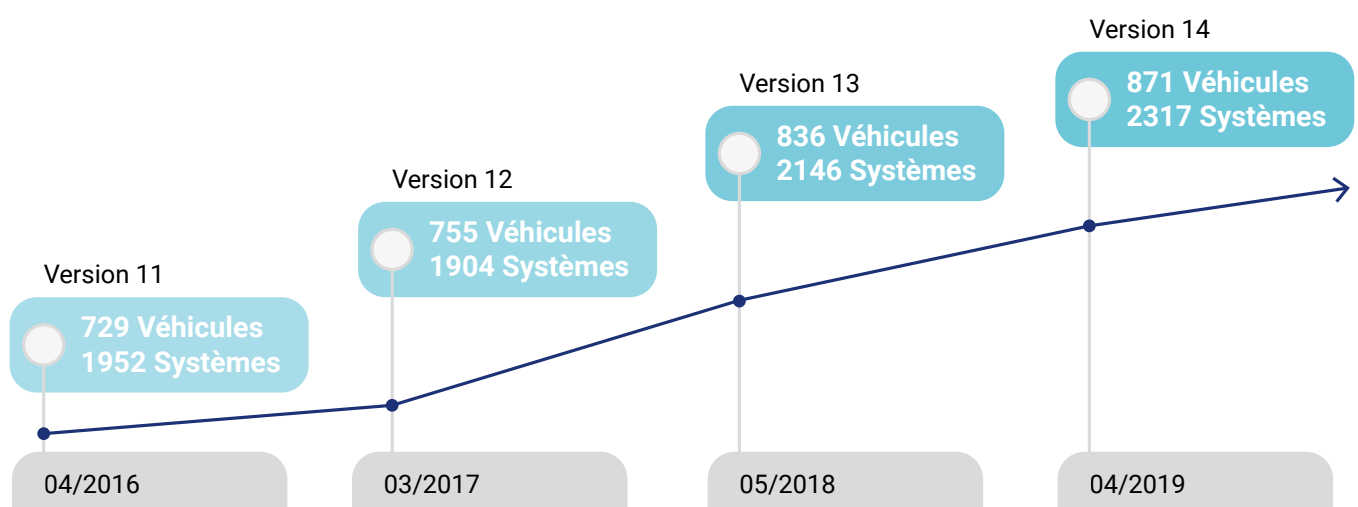 Version 11
729 Véhicules
1952 Systèmes
04/2016
Version 12
755 Véhicules
1904 Systèmes
03/2017
Version 13
836 Véhicules
2146 Systèmes
05/2018
Version 14
871 Véhicules
2317 Systèmes
04/2019